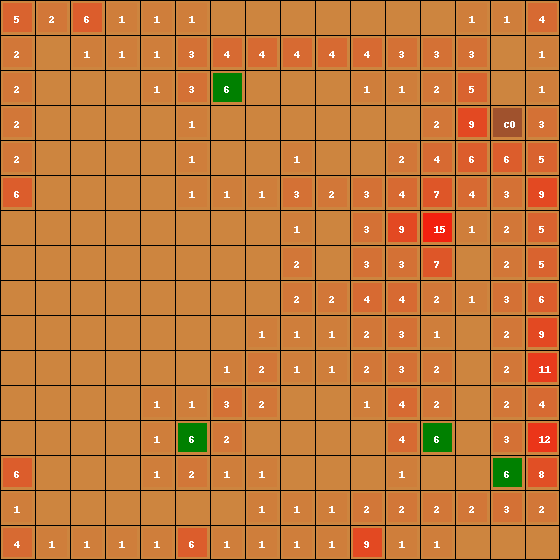 5 2 6 1 1 1 1 1 4
2 1 1 1 3 4 4 4 4 4 3 3 3 1
2 1 3 6 1 1 2 5 1
2 1 2 9 c0 3
2 1 1 2 4 6 6 5
6 1 1 1 3 2 3 4 7 4 3 9
1 3 9 15 1 2 5
2 3 3 7 2 5
2 2 4 4 2 1 3 6
1 1 1 2 3 1 2 9
1 2 1 1 2 3 2 2 11
1 1 3 2 1 4 2 2 4
1 6 2 4 6 3 12
6 1 2 1 1 1 6 8
1 1 1 1 2 2 2 2 3 2
4 1 1 1 1 6 1 1 1 1 9 1 1